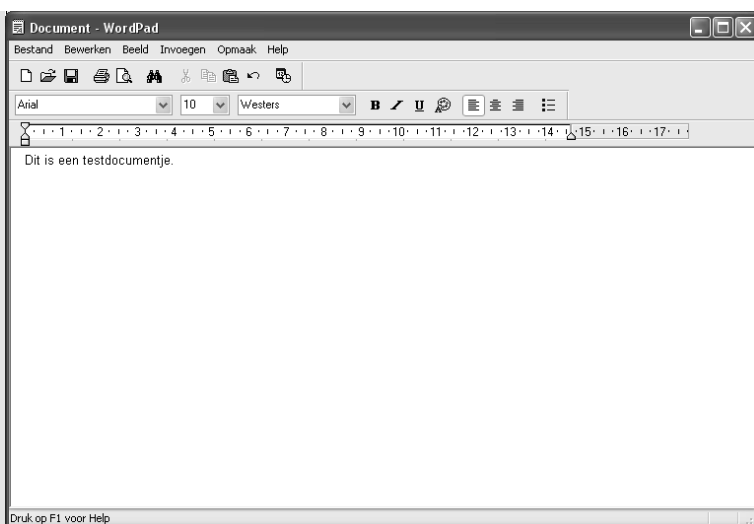 Document - WordPad
Bestand Bewerken Beeld Invoegen Opmaak Help
Arial 10 Westers B / U
1 2 3 4 5 6 7 8 9 10 11 12 13 14 15 16 17
Dit is een testdocumentje.
Druk op F1 voor Help